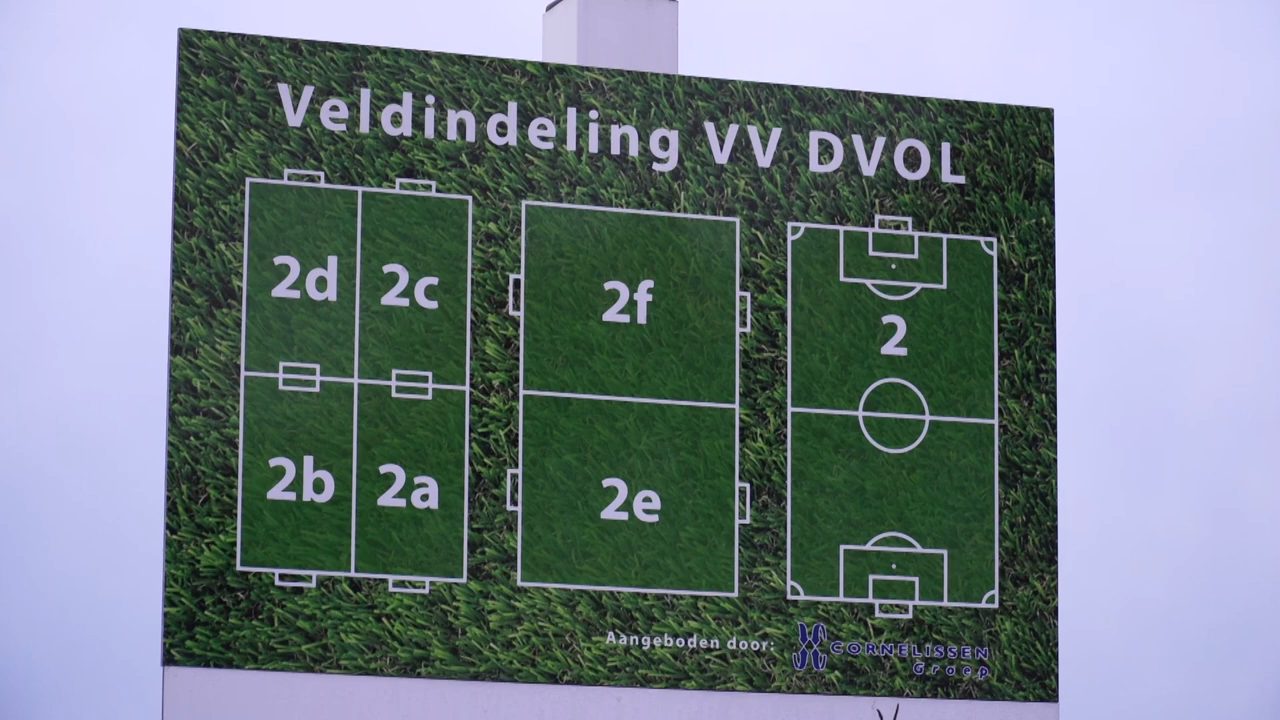 Veldindeling VV DVOL
2d 2c
2b 2a
2f
2e
2
Aangeboden door:
CORNELISSEN
Groep